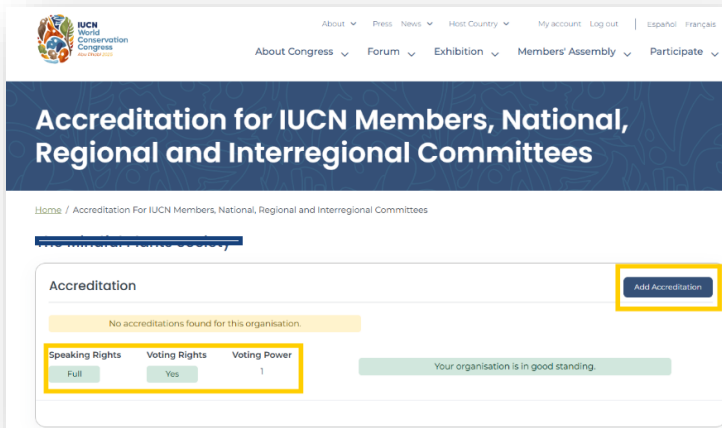 IUCN
World
Conservation
Congress
Abu Dhabi 2025
About Press News Host Country My account Log out Español Français
About Congress Forum Exhibition Members' Assembly Participate
Accreditation for IUCN Members, National,
Regional and Interregional Committees
Home / Accreditation For IUCN Members, National, Regional and Interregional Committees
Accreditation
Add Accreditation
No accreditations found for this organisation.
Speaking Rights Voting Rights Voting Power
Full Yes 1
Your organisation is in good standing.